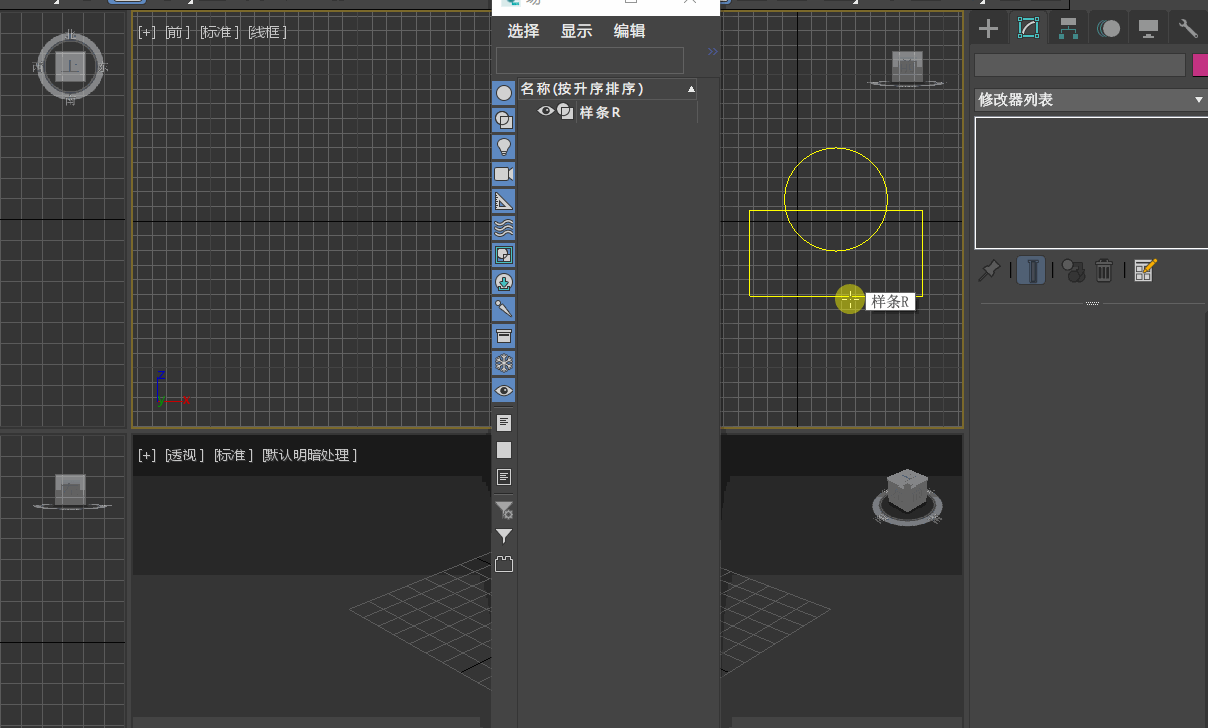 [+] [前] [标准] [线框]
北
西 上 东
南
选择 显示 编辑
»
名称(按升序排序) ▲
样条R
样条R
修改器列表
z
y x
[+] [透视] [标准] [默认明暗处理]